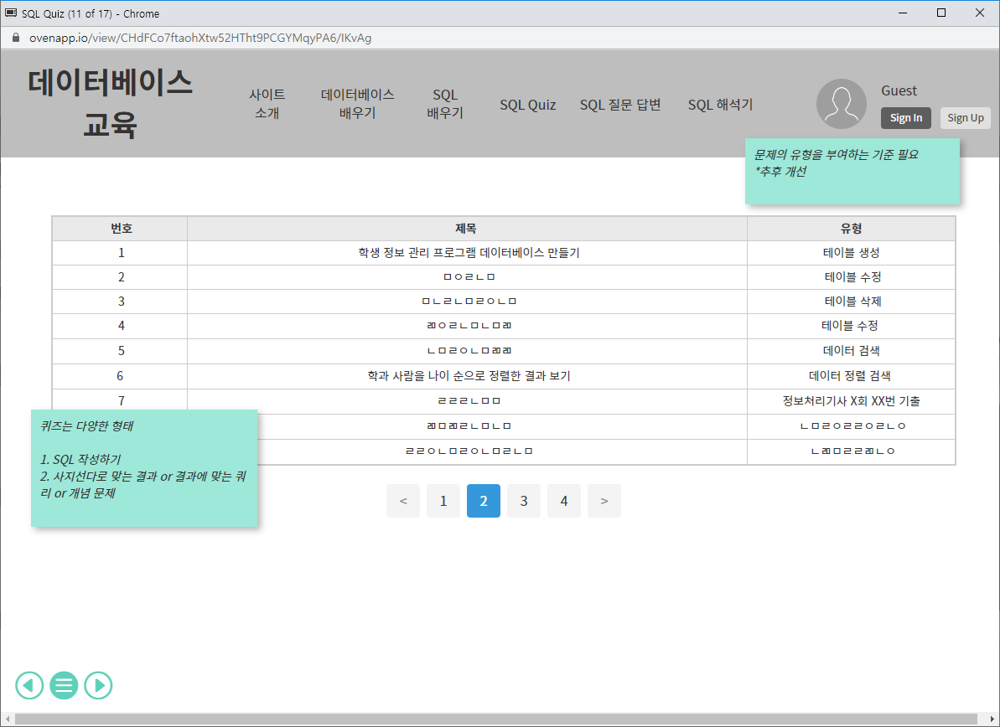 SQL Quiz (11 of 17) - Chrome
ovenapp.io/view/CHdFCo7ftaohXtw52HTht9PCGYMqyPA6/IKvAg
데이터베이스
교육
사이트
소개
데이터베이스
배우기
SQL
배우기
SQL Quiz
SQL 질문 답변
SQL 해석기
Guest
Sign In
Sign Up
문제의 유형을 부여하는 기준 필요
*추후 개선
번호 제목 유형
1 학생 정보 관리 프로그램 데이터베이스 만들기 테이블 생성
2 ㅁㅇㄹㄴㅁ 테이블 수정
3 ㅁㄴㄹㄴㅁㄹㅇㄴㅁ 테이블 삭제
4 ㄻㅇㄹㄴㅁㄴㅁㄻ 테이블 수정
5 ㄴㅁㄹㅇㄴㅁㄻㄻ 데이터 검색
6 학과 사람을 나이 순으로 정렬한 결과 보기 데이터 정렬 검색
7 ㄹㄹㄹㄴㅁㅁ 정보처리기사 X회 XX번 기출
ㄻㅁㄻㄹㄴㅁㄴㅁ ㄴㅁㄹㅇㄹㄹㅇㄹㄴㅇ
ㄹㄹㅇㄴㅁㄹㅇㄴㅁㄹㄴㅁ ㄴㄻㅁㄹㄹㄻㄴㅇ
퀴즈는 다양한 형태
1. SQL 작성하기
2. 사지선다로 맞는 결과 or 결과에 맞는 쿼
리 or 개념 문제
< 1 2 3 4 >